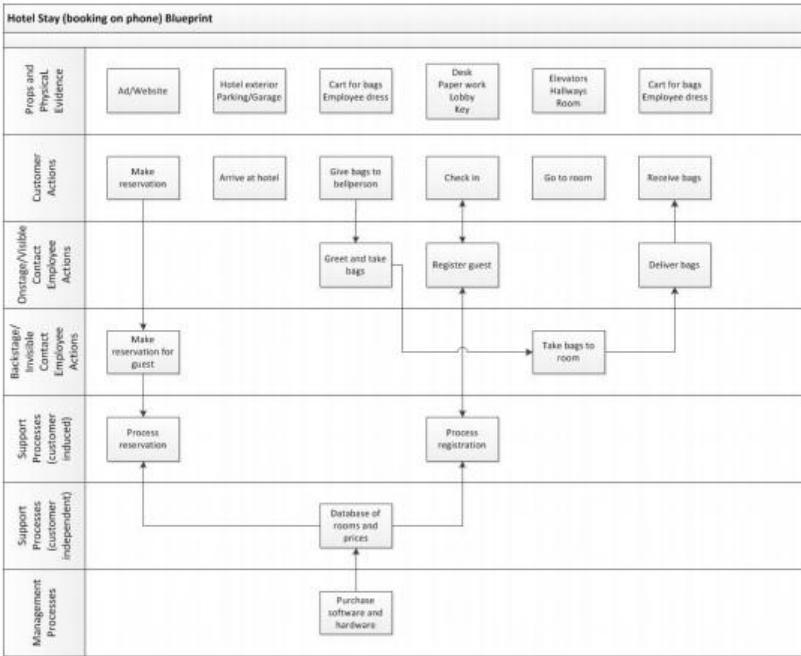 Hotel Stay (booking on phone) Blueprint
Props and
PhysicaL
Evidence
Ad/Website
Hotel exterior
Parking/Garage
Cart for bags
Employee dress
Desk
Paper work
Lobby
Key
Elevators
Hallways
Room
Cart for bags
Employee dress
Customer
Actions
Make
reservation
Arrive at hotel
Give bags to
bellperson
Check in
Go to room
Receive bags
Onstage/Visible
Contact
Employee
Actions
Greet and take
bags
Register guest
Deliver bags
Backstage/
Invisible
Contact
Employee
Actions
Make
reservation for
guest
Take bags to
room
Support
Processes
(customer
induced)
Process
reservation
Process
registration
Support
Processes
(customer
independent)
Database of
rooms and
prices
Management
Processes
Purchase
software and
hardware